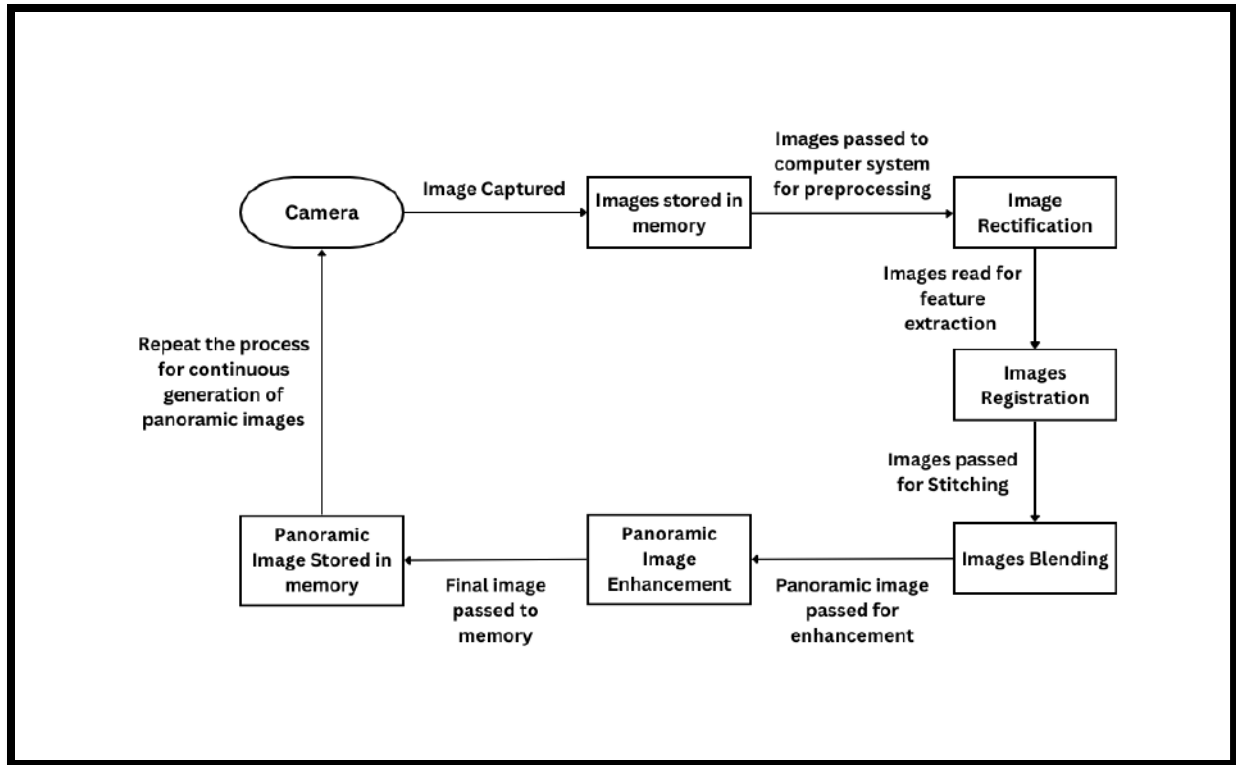 Camera
Image Captured
Images stored in
memory
Images passed to
computer system
for preprocessing
Image
Rectification
Images read for
feature
extraction
Images
Registration
Images passed
for Stitching
Images Blending
Panoramic image
passed for
enhancement
Panoramic
Image
Enhancement
Final image
passed to
memory
Panoramic
Image Stored in
memory
Repeat the process
for continuous
generation of
panoramic images